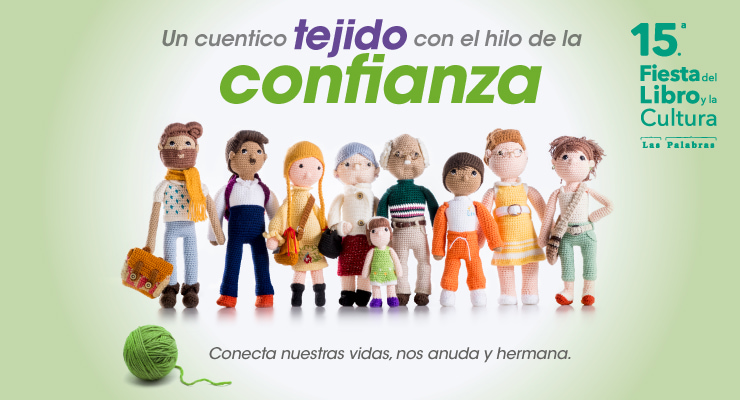 Un cuentico tejido con el hilo de la
confianza
15.ª
Fiesta del
Libro y la
Cultura
Las Palabras
Conecta nuestras vidas, nos anuda y hermana.